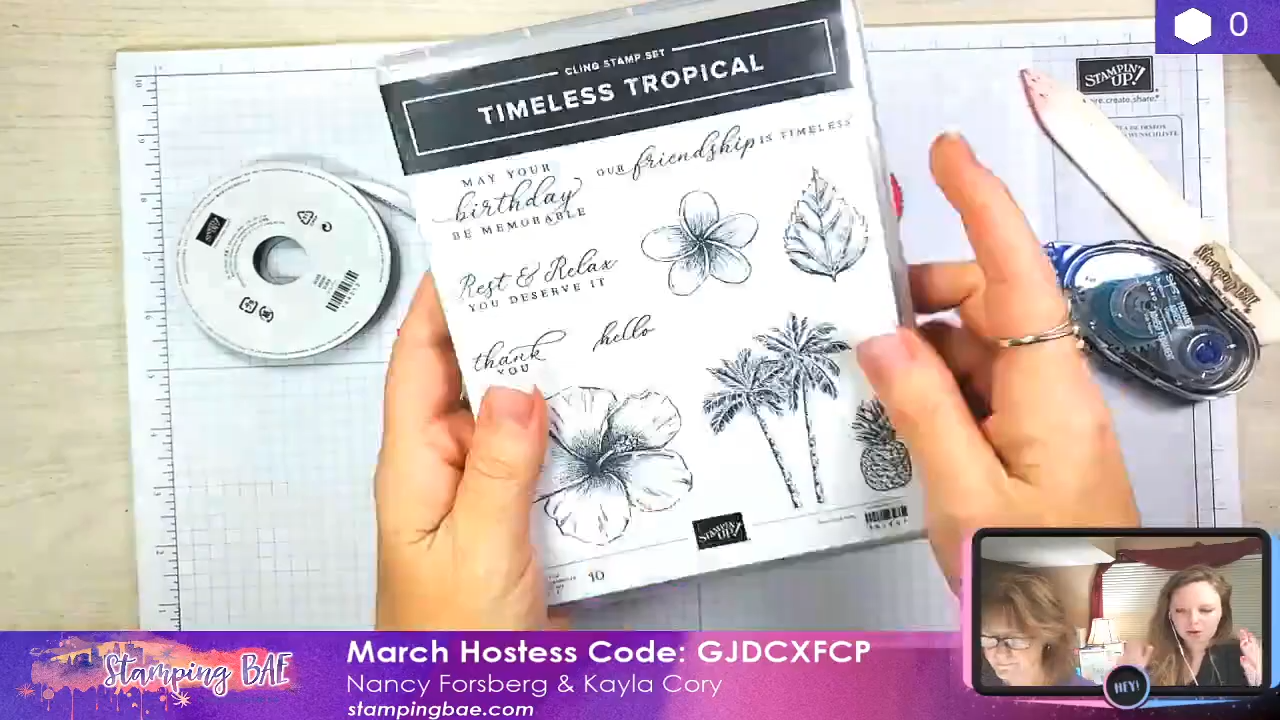 0
CLING STAMP SET
TIMELESS TROPICAL
MAY YOUR
birthday
BE MEMORABLE
OUR friendship IS TIMELESS
Rest & Relax
YOU DESERVE IT
thank
YOU
hello
STAMPIN' UP!
10
STAMPIN' UP!
Stamping BAE
Stamping BAE
March Hostess Code: GJDCXFCP
Nancy Forsberg & Kayla Cory
stampingbae.com
HEY!